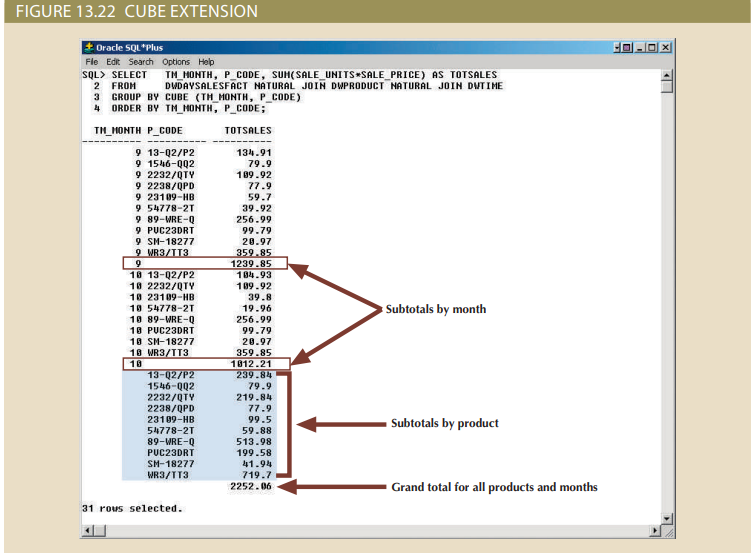 FIGURE 13.22 CUBE EXTENSION
Oracle SQL*Plus
File Edit Search Options Help
SQL> SELECT TM_MONTH, P_CODE, SUM(SALE_UNITS*SALE_PRICE) AS TOTSALES
2 FROM DWDAYSALESFACT NATURAL JOIN DWPRODUCT NATURAL JOIN DWTIME
3 GROUP BY CUBE (TM_MONTH, P_CODE)
4 ORDER BY TM_MONTH, P_CODE;
TM_MONTH P_CODE TOTSALES
---------- ---------- ----------
9 13-Q2/P2 134.91
9 1546-QQ2 79.9
9 2232/QTY 109.92
9 2238/QPD 77.9
9 23109-HB 59.7
9 54778-2T 39.92
9 89-WRE-Q 256.99
9 PVC23DRT 99.79
9 SM-18277 20.97
9 WR3/TT3 359.85
9 1239.85
10 13-Q2/P2 104.93
10 2232/QTY 109.92
10 23109-HB 39.8
10 54778-2T 19.96
10 89-WRE-Q 256.99
10 PVC23DRT 99.79
10 SM-18277 20.97
10 WR3/TT3 359.85
10 1012.21
13-Q2/P2 239.84
1546-QQ2 79.9
2232/QTY 219.84
2238/QPD 77.9
23109-HB 99.5
54778-2T 59.88
89-WRE-Q 513.98
PVC23DRT 199.58
SM-18277 41.94
WR3/TT3 719.7
2252.06
31 rows selected.
Subtotals by month
Subtotals by product
Grand total for all products and months